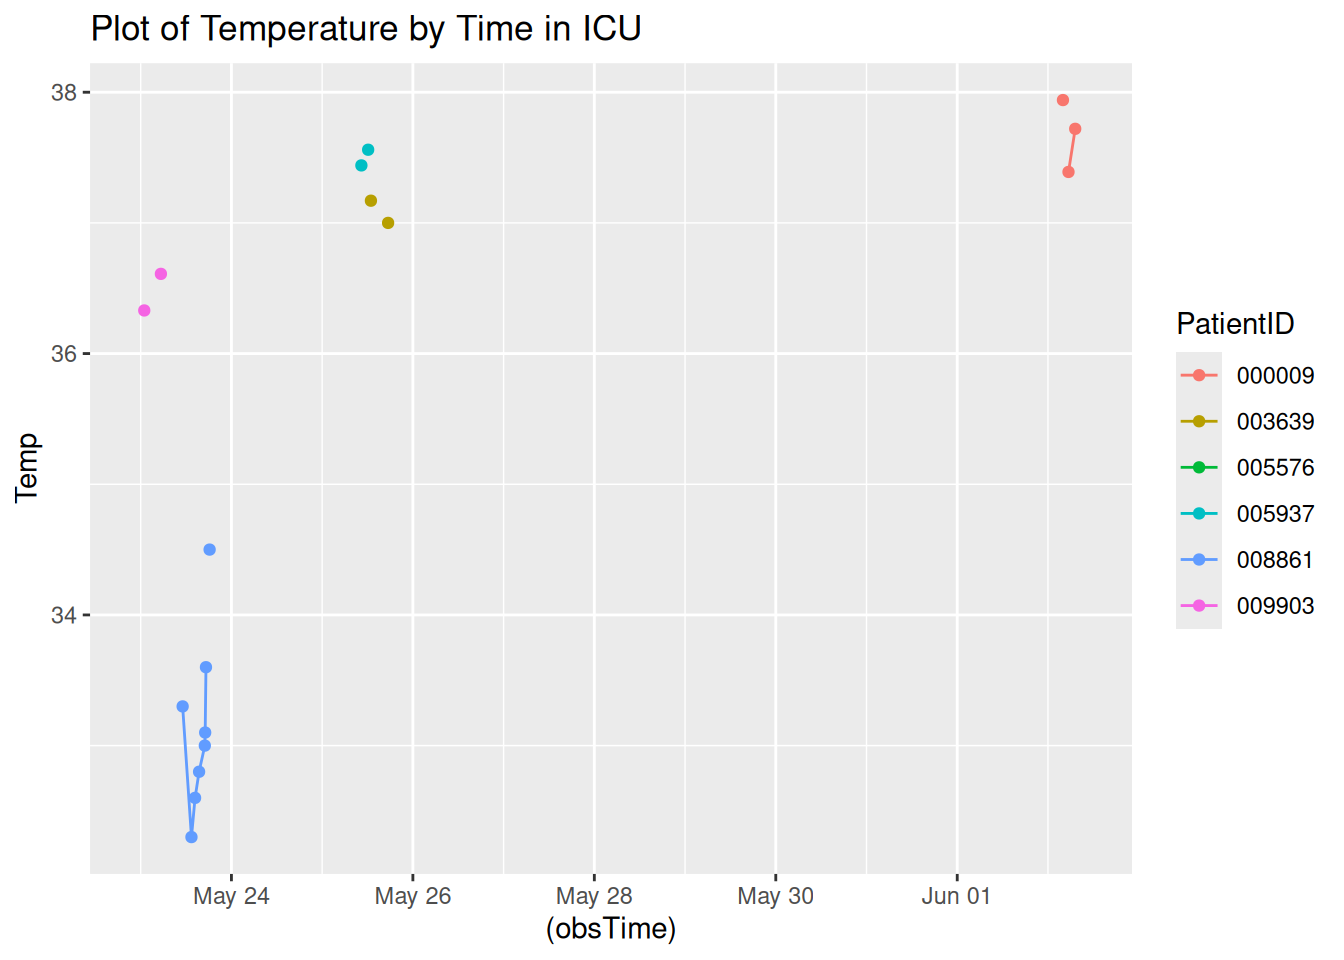 Plot of Temperature by Time in ICU
38
36
34
Temp
May 24
May 26
May 28
May 30
Jun 01
(obsTime)
PatientID
000009
003639
005576
005937
008861
009903